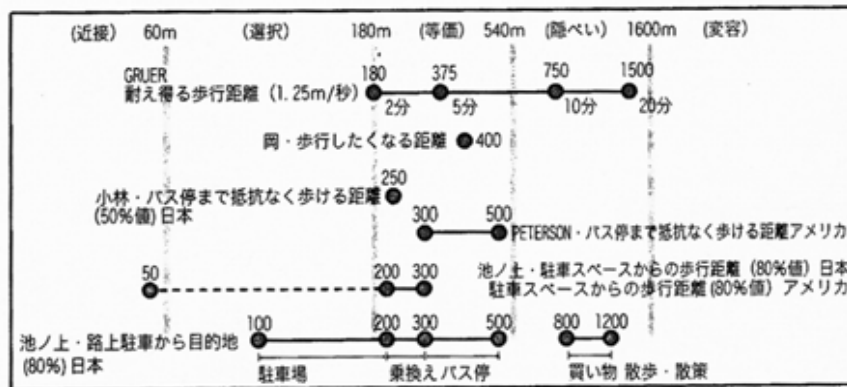 (近接) 60m (選択) 180m (等価) 540m (隠ぺい) 1600m (変容)
GRUER 180 375 750 1500
耐え得る歩行距離 (1.25m/秒) 2分 5分 10分 20分
岡・歩行したくなる距離 400
250
小林・バス停まで抵抗なく歩ける距離
(50%値) 日本
300 500
PETERSON・バス停まで抵抗なく歩ける距離アメリカ
50 200 300 池ノ上・駐車スペースからの歩行距離 (80%値) 日本
駐車スペースからの歩行距離 (80%値) アメリカ
100 200 300 500 800 1200
池ノ上・路上駐車から目的地
(80%) 日本
駐車場 乗換え バス停 買い物 散歩・散策